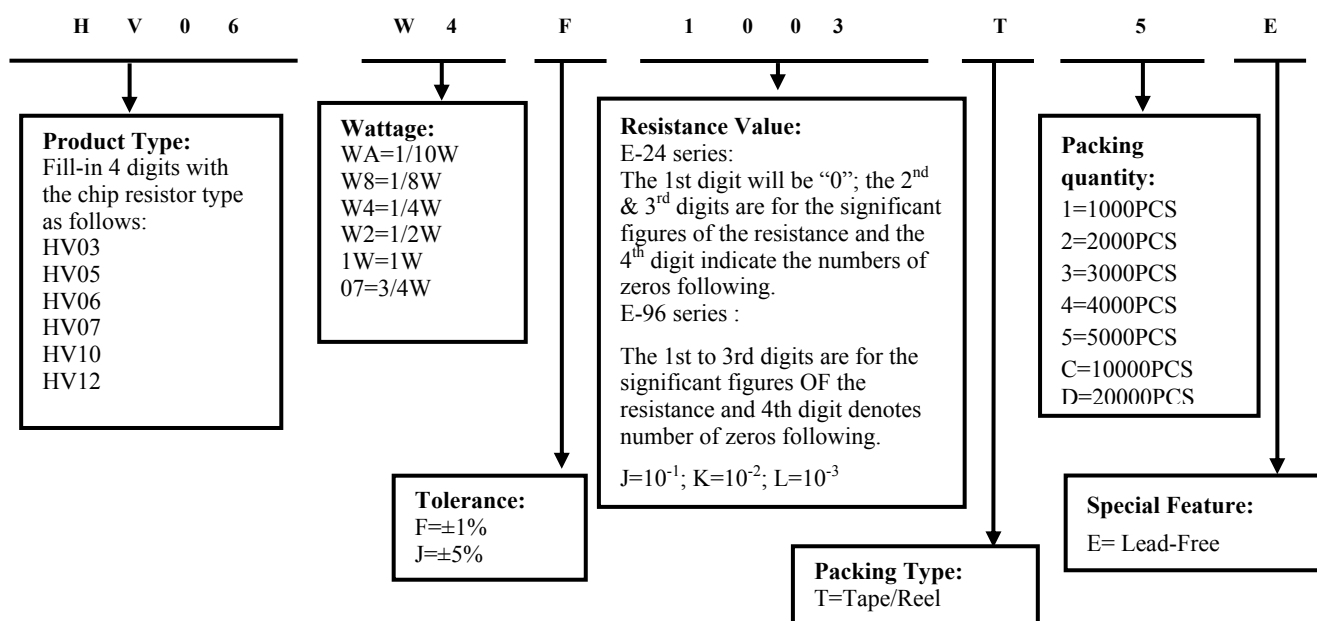 H V 0 6 W 4 F 1 0 0 3 T 5 E
Product Type:
Fill-in 4 digits with
the chip resistor type
as follows:
HV03
HV05
HV06
HV07
HV10
HV12
Wattage:
WA=1/10W
W8=1/8W
W4=1/4W
W2=1/2W
1W=1W
07=3/4W
Resistance Value:
E-24 series:
The 1st digit will be “0”; the 2nd
& 3rd digits are for the significant
figures of the resistance and the
4th digit indicate the numbers of
zeros following.
E-96 series :
The 1st to 3rd digits are for the
significant figures OF the
resistance and 4th digit denotes
number of zeros following.
J=10-1; K=10-2; L=10-3
Packing
quantity:
1=1000PCS
2=2000PCS
3=3000PCS
4=4000PCS
5=5000PCS
C=10000PCS
D=20000PCS
Tolerance:
F=±1%
J=±5%
Packing Type:
T=Tape/Reel
Special Feature:
E= Lead-Free